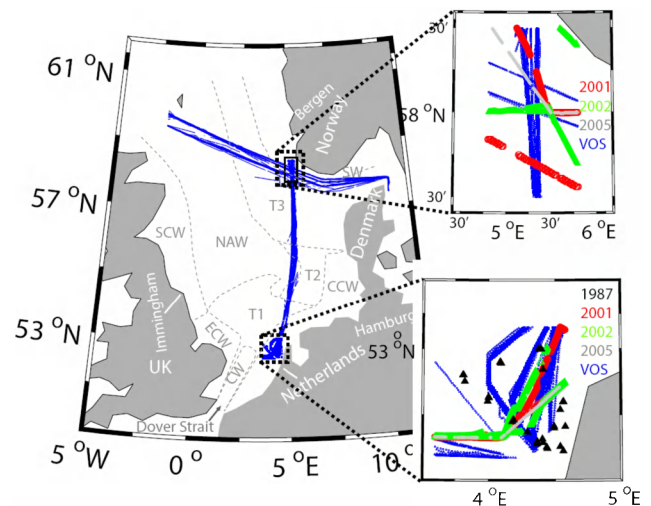 61 °N
57 °N
53 °N
5 °W
0 °
5 °E
10 °
Bergen
Norway
SW
Denmark
T3
SCW
NAW
T2
CCW
T1
Immingham
UK
ECW
CW
Hamburg
Netherlands
Dover Strait
30'
58 °N
30'
30'
5 °E
30'
6 °E
2001
2002
2005
VOS
53 °N
1987
2001
2002
2005
VOS
4 °E
5 °E